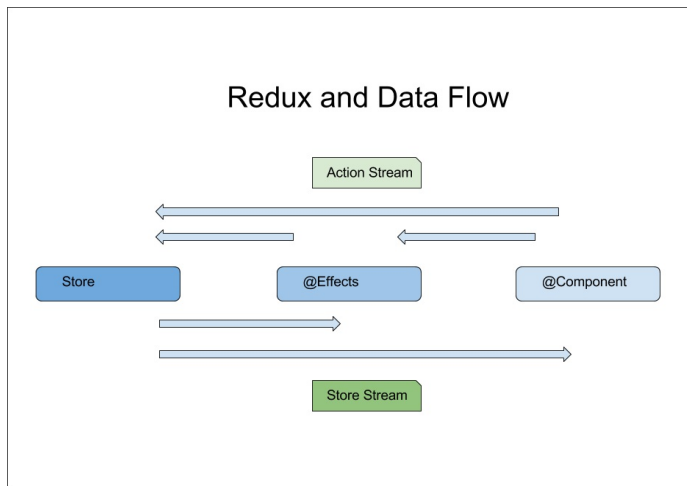 Redux and Data Flow
Action Stream
Store
@Effects
@Component
Store Stream